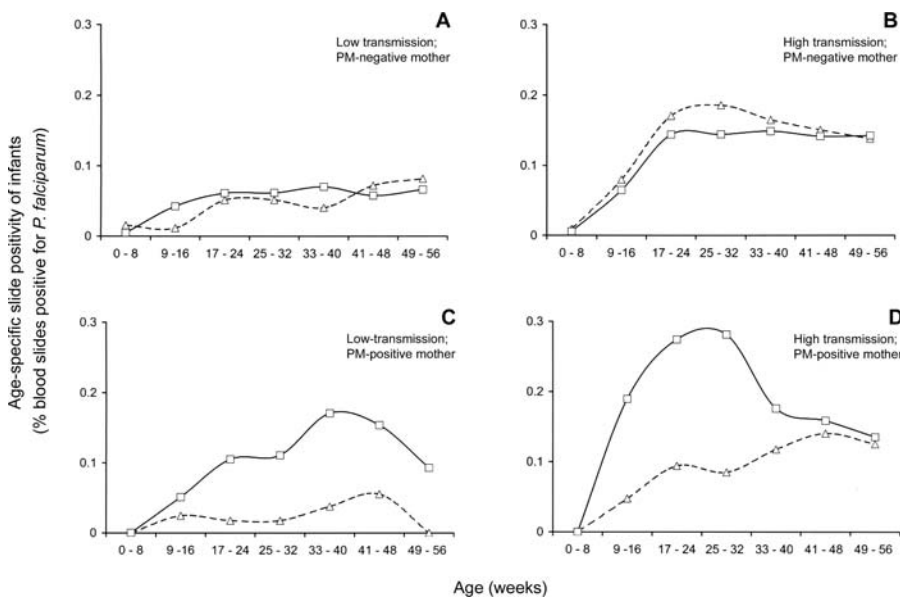 Age-specific slide positivity of infants
(% blood slides positive for P. falciparum)
A
Low transmission;
PM-negative mother
0.3
0.2
0.1
0
0 - 8 9 -16 17 - 24 25 - 32 33 - 40 41 - 48 49 - 56
B
High transmission;
PM-negative mother
0.3
0.2
0.1
0
0 - 8 9 -16 17 - 24 25 - 32 33 - 40 41 - 48 49 - 56
C
Low-transmission;
PM-positive mother
0.3
0.2
0.1
0
0 - 8 9 -16 17 - 24 25 - 32 33 - 40 41 - 48 49 - 56
D
High transmission;
PM-positive mother
0.3
0.2
0.1
0
0 - 8 9 -16 17 - 24 25 - 32 33 - 40 41 - 48 49 - 56
Age (weeks)